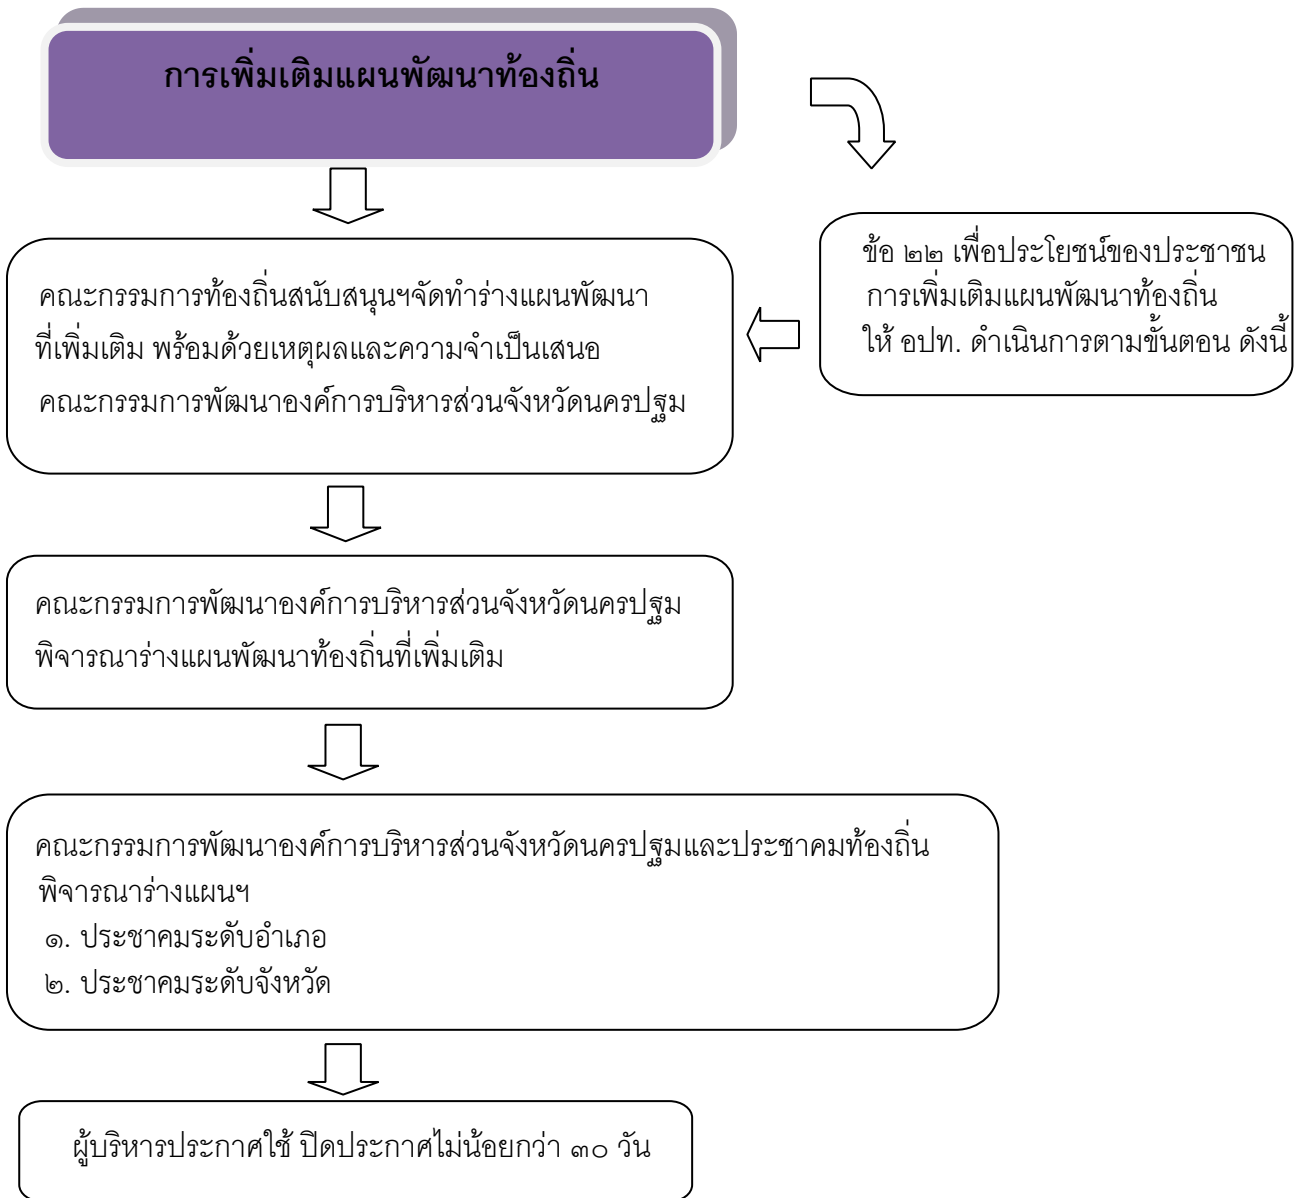 การเพิ่มเติมแผนพัฒนาท้องถิ่น
ข้อ ๒๒ เพื่อประโยชน์ของประชาชน
การเพิ่มเติมแผนพัฒนาท้องถิ่น
ให้ อปท. ดำเนินการตามขั้นตอน ดังนี้
คณะกรรมการท้องถิ่นสนับสนุนฯจัดทำร่างแผนพัฒนา
ที่เพิ่มเติม พร้อมด้วยเหตุผลและความจำเป็นเสนอ
คณะกรรมการพัฒนาองค์การบริหารส่วนจังหวัดนครปฐม
คณะกรรมการพัฒนาองค์การบริหารส่วนจังหวัดนครปฐม
พิจารณาร่างแผนพัฒนาท้องถิ่นที่เพิ่มเติม
คณะกรรมการพัฒนาองค์การบริหารส่วนจังหวัดนครปฐมและประชาคมท้องถิ่น
พิจารณาร่างแผนฯ
๑. ประชาคมระดับอำเภอ
๒. ประชาคมระดับจังหวัด
ผู้บริหารประกาศใช้ ปิดประกาศไม่น้อยกว่า ๓๐ วัน